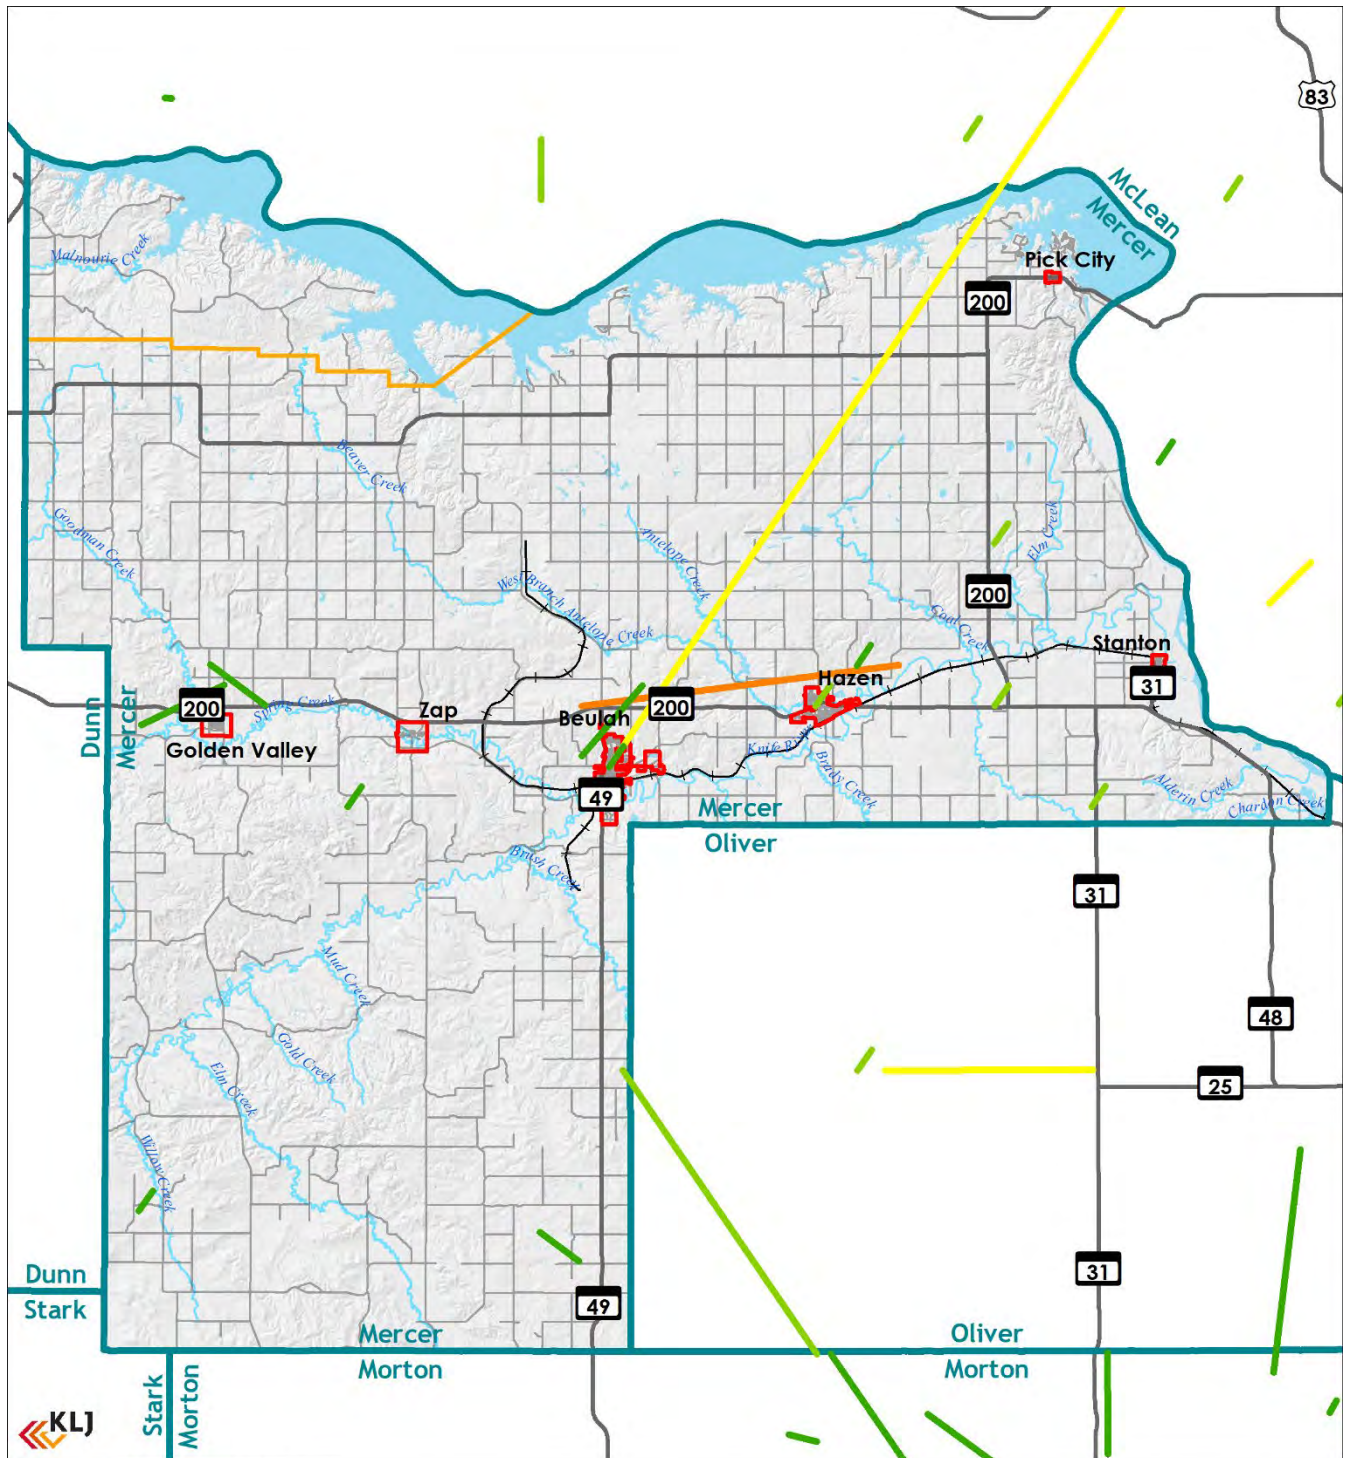 83
McLean
Mercer
Pick City
Malnourie Creek
200
Beaver Creek
Goodman Creek
Antelope Creek
Elm Creek
West Branch Antelope Creek
200
Coal Creek
Stanton
31
Hazen
Dunn
Mercer
200
Spring Creek
Zap
Beulah
200
Golden Valley
Knife River
Brady Creek
49
Alderin Creek
Chardon Creek
Mercer
Oliver
Brush Creek
31
Mud Creek
48
Gold Creek
Elm Creek
25
Willow Creek
Dunn
Stark
31
49
Mercer
Morton
Oliver
Morton
Stark
Morton
KLJ